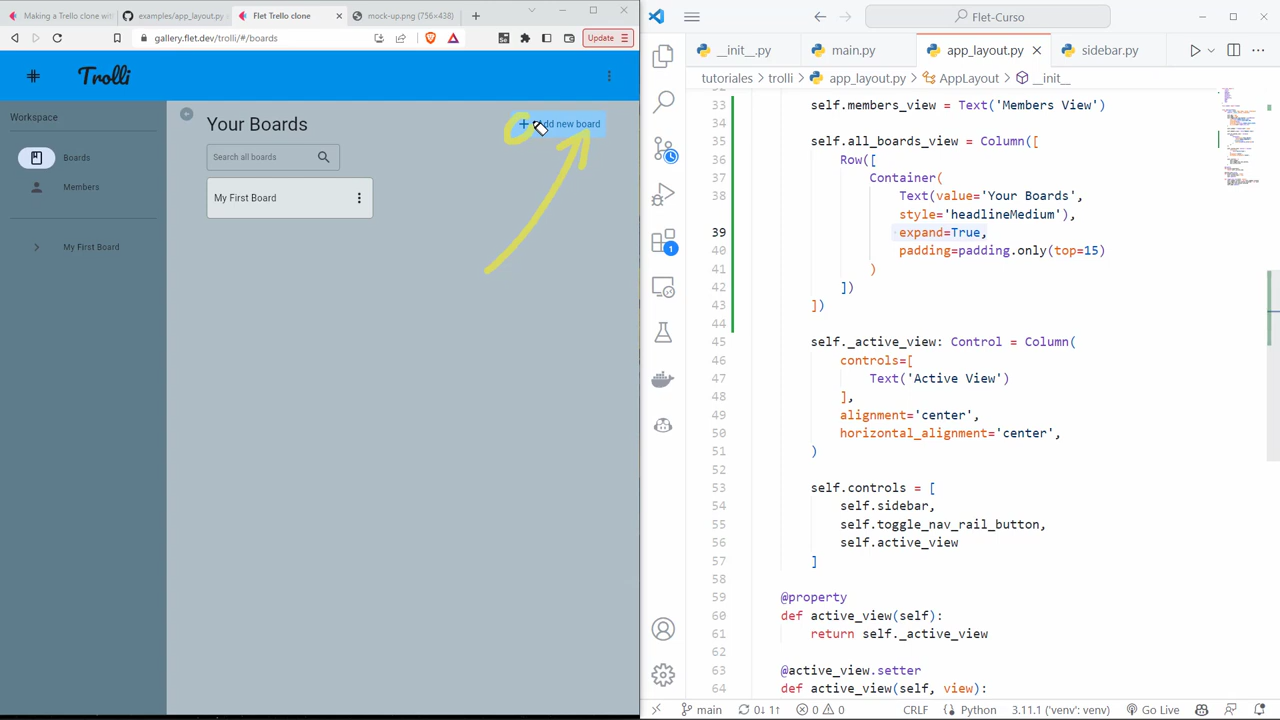 Making a Trello clone with
examples/app_layout.py
Flet Trello clone
mock-up.png (756×438)
gallery.flet.dev/trolli/#/boards
Update
Trolli
kspace
Boards
Members
My First Board
Your Boards
new board
Search all boards
My First Board
Flet-Curso
__init__.py
main.py
app_layout.py
sidebar.py
tutoriales > trolli > app_layout.py > AppLayout > __init__
32
33 self.members_view = Text('Members View')
34
35 self.all_boards_view = Column([
36 Row([
37 Container(
38 Text(value='Your Boards',
style='headlineMedium'),
39 expand=True,
40 padding=padding.only(top=15)
41 )
42 ])
43 ])
44
45 self._active_view: Control = Column(
46 controls=[
47 Text('Active View')
48 ],
49 alignment='center',
50 horizontal_alignment='center',
51 )
52
53 self.controls = [
54 self.sidebar,
55 self.toggle_nav_rail_button,
56 self.active_view
57 ]
58
59 @property
60 def active_view(self):
61 return self._active_view
62
63 @active_view.setter
64 def active_view(self, view):
1
main
0↓ 1↑
0 0
CRLF
Python
3.11.1 ('venv': venv)
Go Live